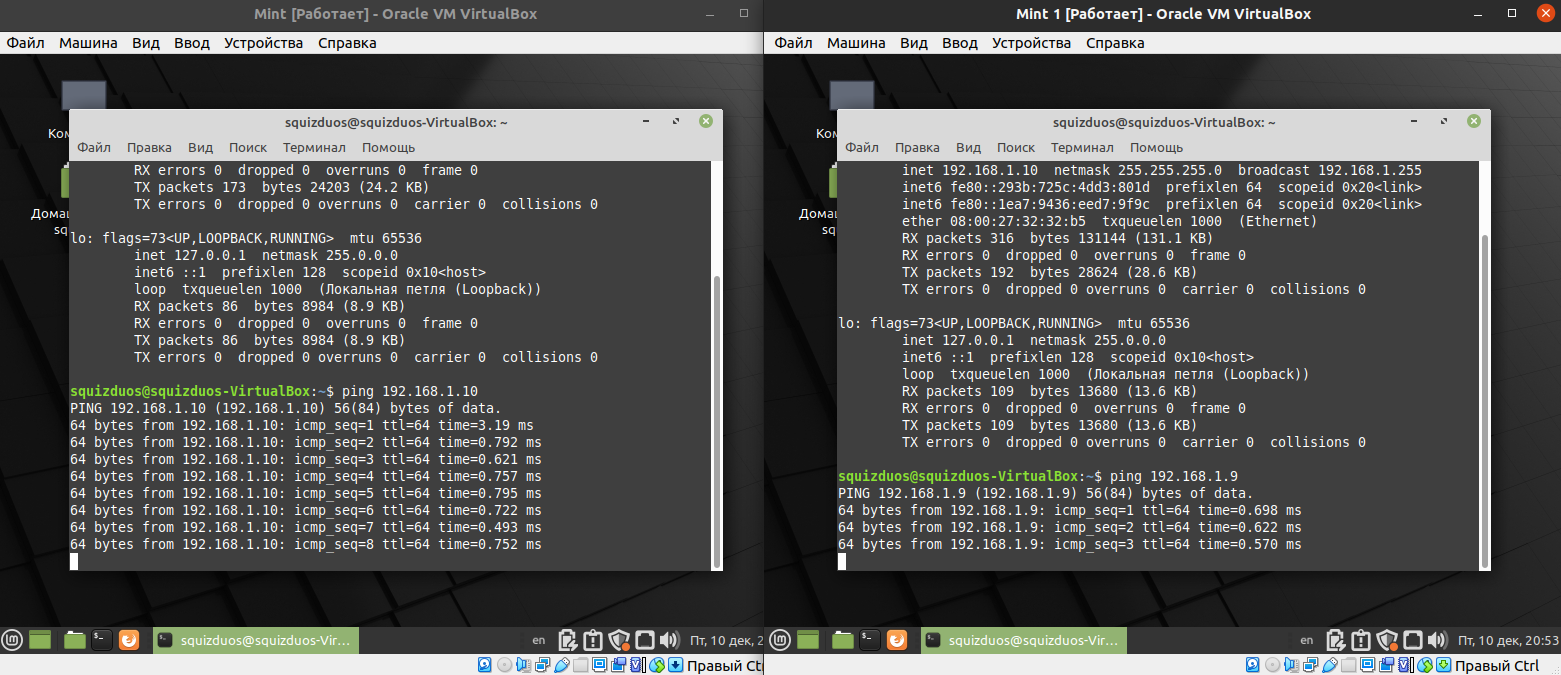 Mint [Работает] - Oracle VM VirtualBox
Файл Машина Вид Ввод Устройства Справка
squizduos@squizduos-VirtualBox: ~
Файл Правка Вид Поиск Терминал Помощь
RX errors 0 dropped 0 overruns 0 frame 0
TX packets 173 bytes 24203 (24.2 KB)
TX errors 0 dropped 0 overruns 0 carrier 0 collisions 0
lo: flags=73<UP,LOOPBACK,RUNNING> mtu 65536
inet 127.0.0.1 netmask 255.0.0.0
inet6 ::1 prefixlen 128 scopeid 0x10<host>
loop txqueuelen 1000 (Локальная петля (Loopback))
RX packets 86 bytes 8984 (8.9 KB)
RX errors 0 dropped 0 overruns 0 frame 0
TX packets 86 bytes 8984 (8.9 KB)
TX errors 0 dropped 0 overruns 0 carrier 0 collisions 0
squizduos@squizduos-VirtualBox:~$ ping 192.168.1.10
PING 192.168.1.10 (192.168.1.10) 56(84) bytes of data.
64 bytes from 192.168.1.10: icmp_seq=1 ttl=64 time=3.19 ms
64 bytes from 192.168.1.10: icmp_seq=2 ttl=64 time=0.792 ms
64 bytes from 192.168.1.10: icmp_seq=3 ttl=64 time=0.621 ms
64 bytes from 192.168.1.10: icmp_seq=4 ttl=64 time=0.757 ms
64 bytes from 192.168.1.10: icmp_seq=5 ttl=64 time=0.795 ms
64 bytes from 192.168.1.10: icmp_seq=6 ttl=64 time=0.722 ms
64 bytes from 192.168.1.10: icmp_seq=7 ttl=64 time=0.493 ms
64 bytes from 192.168.1.10: icmp_seq=8 ttl=64 time=0.752 ms
Ком
Дома
sq
squizduos@squizduos-Vir...
en
Пт, 10 дек, 2
Правый Ct
Mint 1 [Работает] - Oracle VM VirtualBox
Файл Машина Вид Ввод Устройства Справка
squizduos@squizduos-VirtualBox: ~
Файл Правка Вид Поиск Терминал Помощь
inet 192.168.1.10 netmask 255.255.255.0 broadcast 192.168.1.255
inet6 fe80::293b:725c:4dd3:801d prefixlen 64 scopeid 0x20<link>
inet6 fe80::1ea7:9436:eed7:9f9c prefixlen 64 scopeid 0x20<link>
ether 08:00:27:32:32:b5 txqueuelen 1000 (Ethernet)
RX packets 316 bytes 131144 (131.1 KB)
RX errors 0 dropped 0 overruns 0 frame 0
TX packets 192 bytes 28624 (28.6 KB)
TX errors 0 dropped 0 overruns 0 carrier 0 collisions 0
lo: flags=73<UP,LOOPBACK,RUNNING> mtu 65536
inet 127.0.0.1 netmask 255.0.0.0
inet6 ::1 prefixlen 128 scopeid 0x10<host>
loop txqueuelen 1000 (Локальная петля (Loopback))
RX packets 109 bytes 13680 (13.6 KB)
RX errors 0 dropped 0 overruns 0 frame 0
TX packets 109 bytes 13680 (13.6 KB)
TX errors 0 dropped 0 overruns 0 carrier 0 collisions 0
squizduos@squizduos-VirtualBox:~$ ping 192.168.1.9
PING 192.168.1.9 (192.168.1.9) 56(84) bytes of data.
64 bytes from 192.168.1.9: icmp_seq=1 ttl=64 time=0.698 ms
64 bytes from 192.168.1.9: icmp_seq=2 ttl=64 time=0.622 ms
64 bytes from 192.168.1.9: icmp_seq=3 ttl=64 time=0.570 ms
Ком
Дома
sq
squizduos@squizduos-Vir...
en
Пт, 10 дек, 20:53
Правый Ctrl